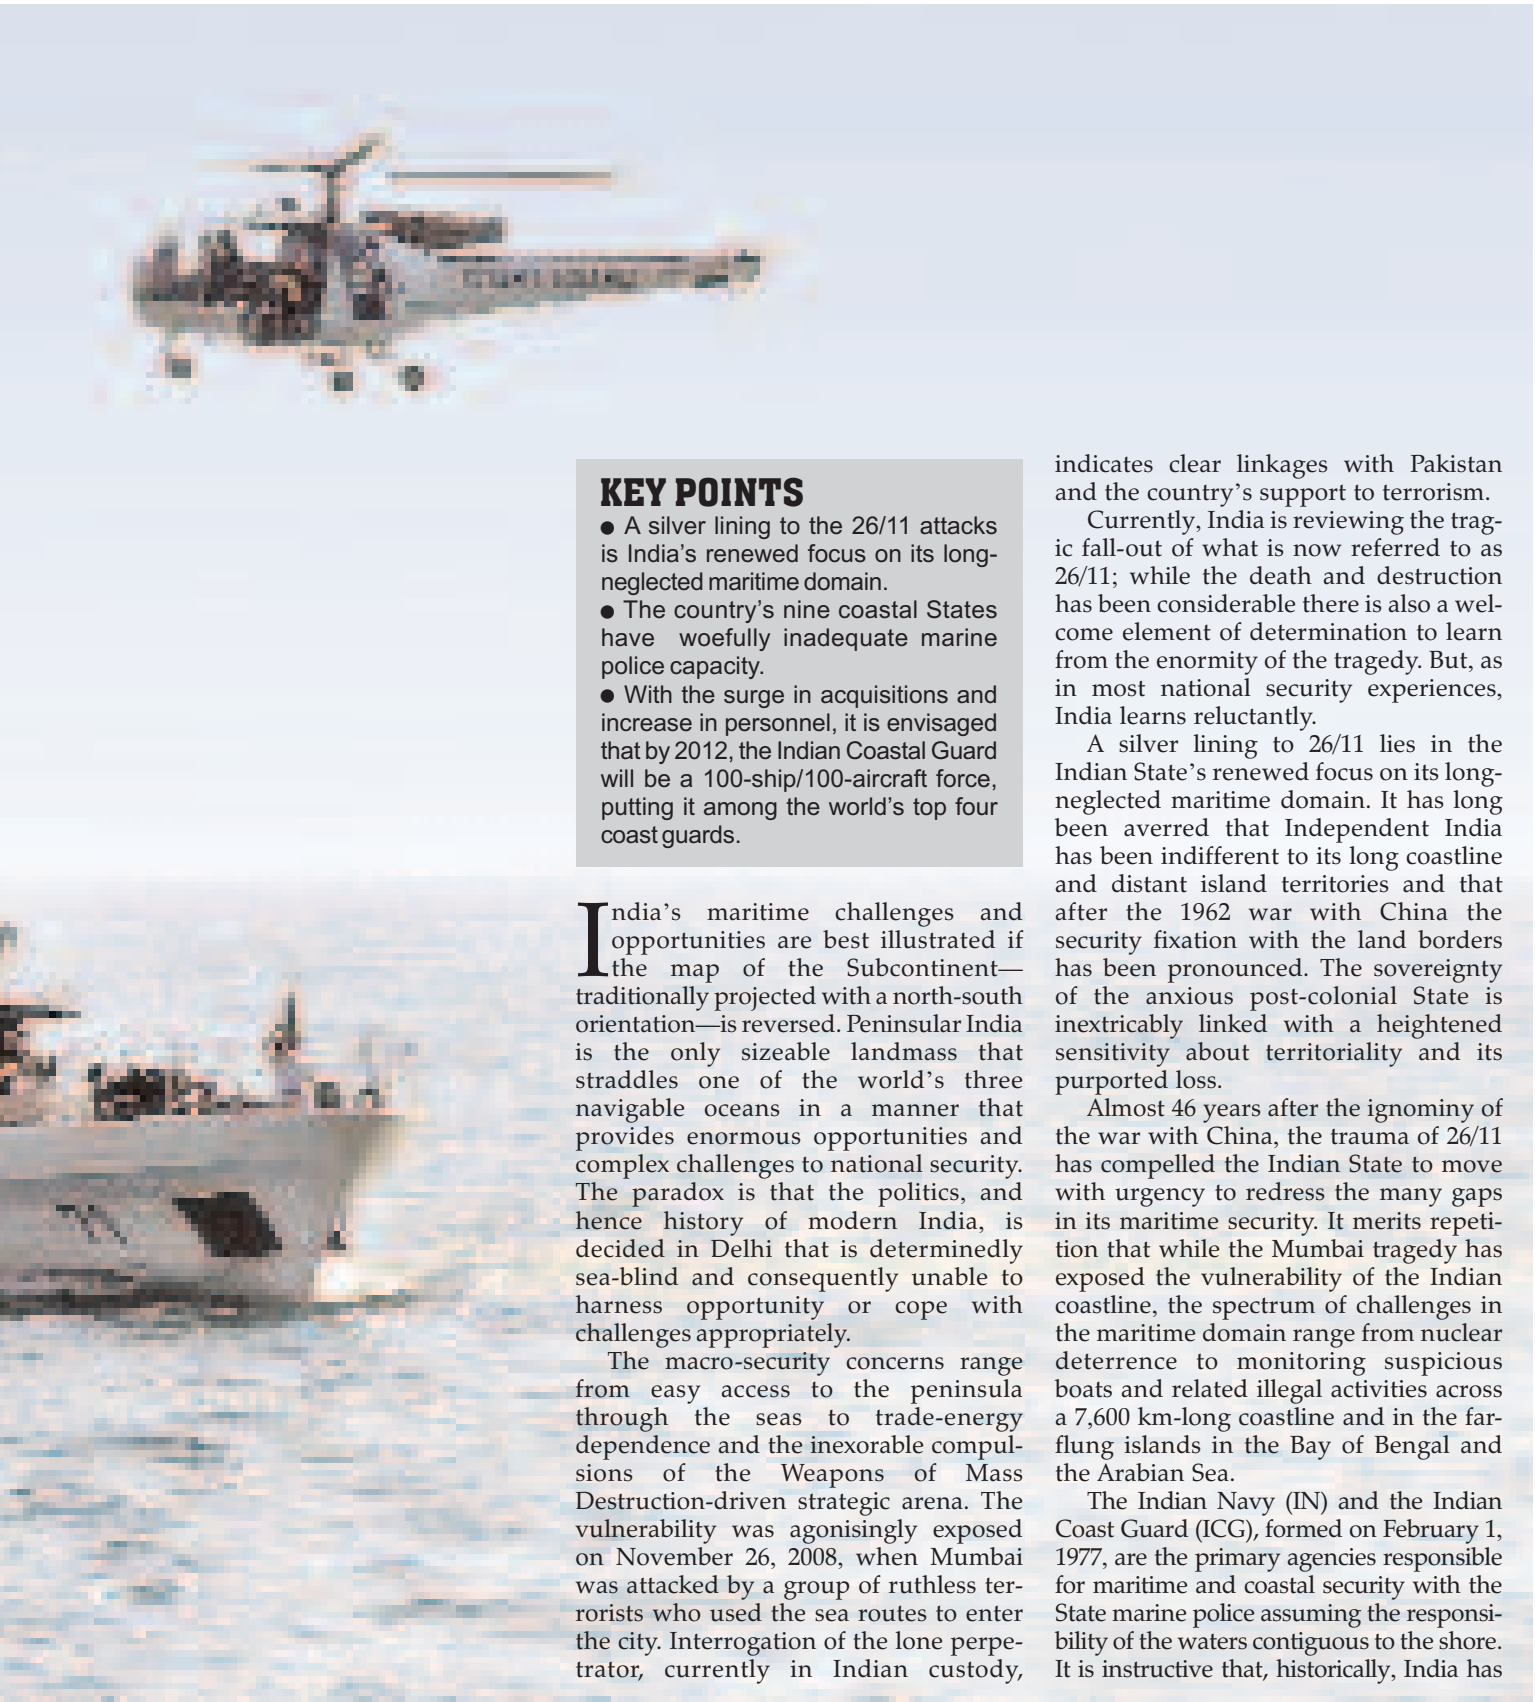 KEY POINTS
● A silver lining to the 26/11 attacks
is India’s renewed focus on its long-
neglected maritime domain.
● The country’s nine coastal States
have woefully inadequate marine
police capacity.
● With the surge in acquisitions and
increase in personnel, it is envisaged
that by 2012, the Indian Coastal Guard
will be a 100-ship/100-aircraft force,
putting it among the world’s top four
coast guards.
India’s maritime challenges and
opportunities are best illustrated if
the map of the Subcontinent—
traditionally projected with a north-south
orientation—is reversed. Peninsular India
is the only sizeable landmass that
straddles one of the world’s three
navigable oceans in a manner that
provides enormous opportunities and
complex challenges to national security.
The paradox is that the politics, and
hence history of modern India, is
decided in Delhi that is determinedly
sea-blind and consequently unable to
harness opportunity or cope with
challenges appropriately.
The macro-security concerns range
from easy access to the peninsula
through the seas to trade-energy
dependence and the inexorable compul-
sions of the Weapons of Mass
Destruction-driven strategic arena. The
vulnerability was agonisingly exposed
on November 26, 2008, when Mumbai
was attacked by a group of ruthless ter-
rorists who used the sea routes to enter
the city. Interrogation of the lone perpe-
trator, currently in Indian custody,
indicates clear linkages with Pakistan
and the country’s support to terrorism.
Currently, India is reviewing the trag-
ic fall-out of what is now referred to as
26/11; while the death and destruction
has been considerable there is also a wel-
come element of determination to learn
from the enormity of the tragedy. But, as
in most national security experiences,
India learns reluctantly.
A silver lining to 26/11 lies in the
Indian State’s renewed focus on its long-
neglected maritime domain. It has long
been averred that Independent India
has been indifferent to its long coastline
and distant island territories and that
after the 1962 war with China the
security fixation with the land borders
has been pronounced. The sovereignty
of the anxious post-colonial State is
inextricably linked with a heightened
sensitivity about territoriality and its
purported loss.
Almost 46 years after the ignominy of
the war with China, the trauma of 26/11
has compelled the Indian State to move
with urgency to redress the many gaps
in its maritime security. It merits repeti-
tion that while the Mumbai tragedy has
exposed the vulnerability of the Indian
coastline, the spectrum of challenges in
the maritime domain range from nuclear
deterrence to monitoring suspicious
boats and related illegal activities across
a 7,600 km-long coastline and in the far-
flung islands in the Bay of Bengal and
the Arabian Sea.
The Indian Navy (IN) and the Indian
Coast Guard (ICG), formed on February 1,
1977, are the primary agencies responsible
for maritime and coastal security with the
State marine police assuming the responsi-
bility of the waters contiguous to the shore.
It is instructive that, historically, India has